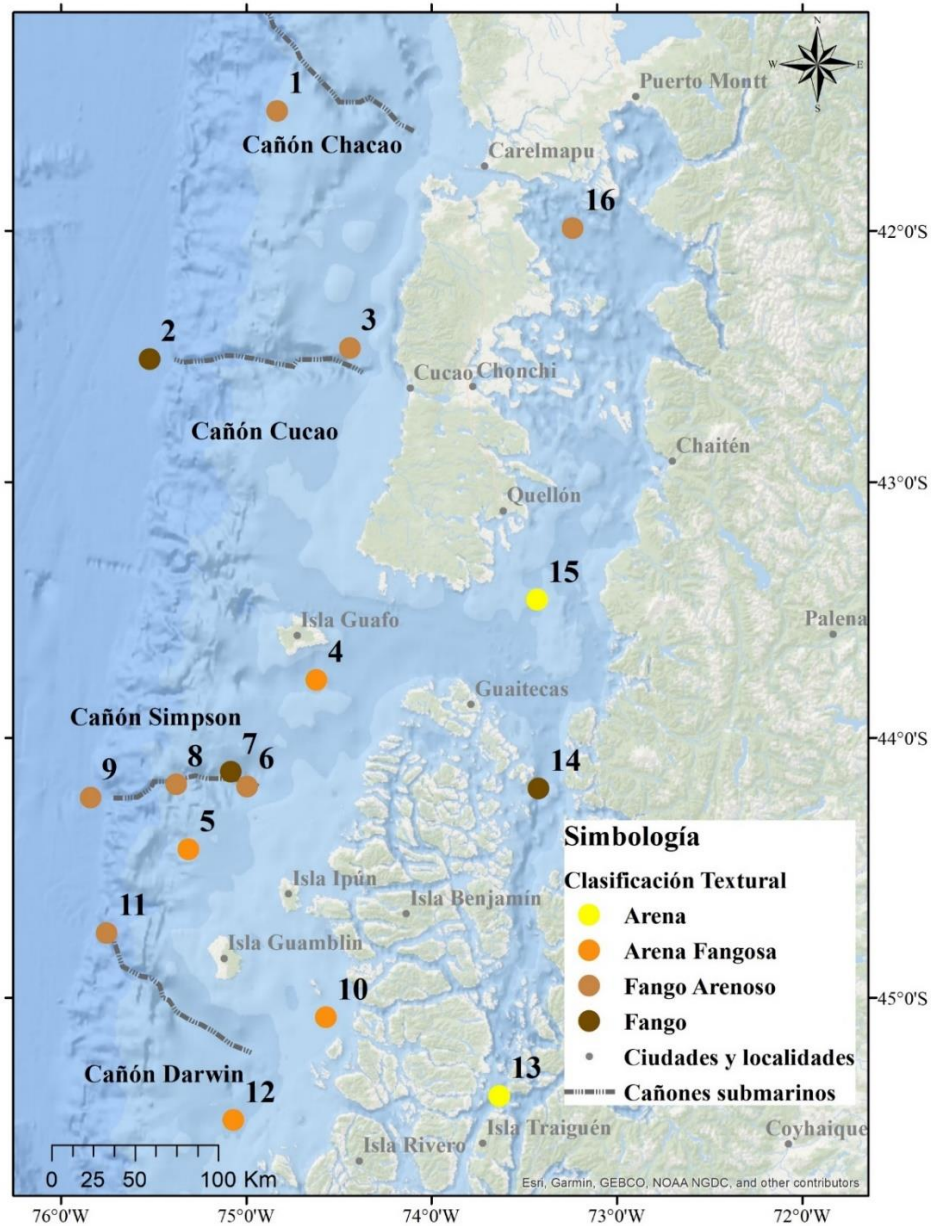 N
W E
S
1
Puerto Montt
Cañón Chacao
Carelmapu
16
42°0'S
2
3
Cucao
Chonchi
Cañón Cucao
Chaitén
43°0'S
Quellón
15
Isla Guafo
Palena
4
Guaitecas
Cañón Simpson
44°0'S
7
8
6
9
14
5
Simbología
Clasificación Textural
Isla Ipún
Isla Benjamín
Arena
11
Isla Guamblin
Arena Fangosa
10
Fango Arenoso
45°0'S
Fango
Ciudades y localidades
Cañón Darwin
13
Cañones submarinos
12
Isla Traiguén
Isla Rivero
Coyhaique
0 25 50 100 Km
Esri, Garmin, GEBCO, NOAA NGDC, and other contributors
76°0'W 75°0'W 74°0'W 73°0'W 72°0'W